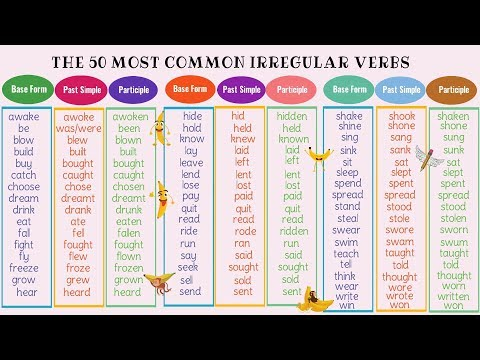 THE 50 MOST COMMON IRREGULAR VERBS
Base Form
awake
be
blow
build
buy
catch
choose
dream
drink
eat
fall
fight
fly
freeze
grow
hear
Past Simple
awoke
was/were
blew
built
bought
caught
chose
dreamt
drank
ate
fell
fought
flew
froze
grew
heard
Participle
awoken
been
blown
built
bought
caught
chosen
dreamt
drunk
eaten
fallen
fought
flown
frozen
grown
heard
Base Form
hide
hold
know
lay
leave
lend
lose
pay
quit
read
ride
run
say
seek
sell
send
Past Simple
hid
held
knew
laid
left
lent
lost
paid
quit
read
rode
ran
said
sought
sold
sent
Participle
hidden
held
known
laid
left
lent
lost
paid
quit
read
ridden
run
said
sought
sold
sent
Base Form
shake
shine
sing
sink
sit
sleep
spend
spread
stand
steal
swear
swim
teach
tell
think
wear
write
win
Past Simple
shook
shone
sang
sank
sat
slept
spent
spread
stood
stole
swore
swam
taught
told
thought
wore
wrote
won
Participle
shaken
shone
sung
sunk
sat
slept
spent
spread
stood
stolen
sworn
swum
taught
told
thought
worn
written
won